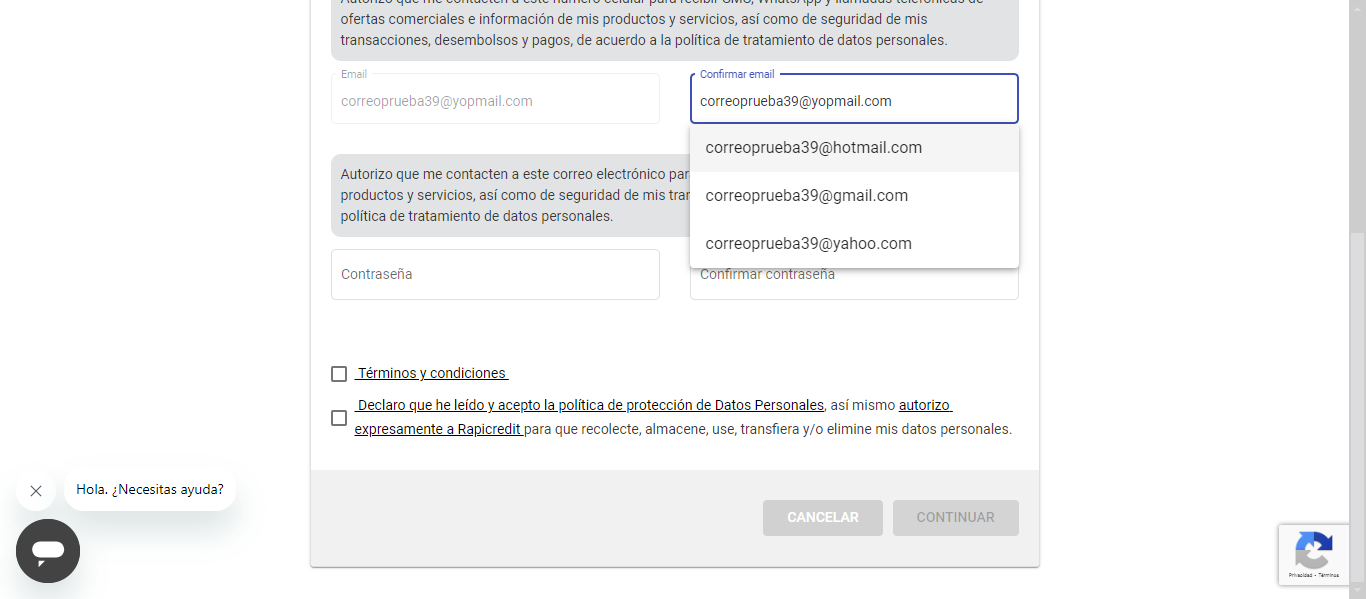 Autorizo que me contacten a este número celular para recibir SMS, WhatsApp y llamadas telefónicas de
ofertas comerciales e información de mis productos y servicios, así como de seguridad de mis
transacciones, desembolsos y pagos, de acuerdo a la política de tratamiento de datos personales.
Email
correoprueba39@yopmail.com
Confirmar email
correoprueba39@yopmail.com
correoprueba39@hotmail.com
correoprueba39@gmail.com
correoprueba39@yahoo.com
Autorizo que me contacten a este correo electrónico par
productos y servicios, así como de seguridad de mis tran
política de tratamiento de datos personales.
Contraseña
Confirmar contraseña
Términos y condiciones
Declaro que he leído y acepto la política de protección de Datos Personales, así mismo autorizo
expresamente a Rapicredit para que recolecte, almacene, use, transfiera y/o elimine mis datos personales.
Hola. ¿Necesitas ayuda?
CANCELAR
CONTINUAR
Privacidad - Términos